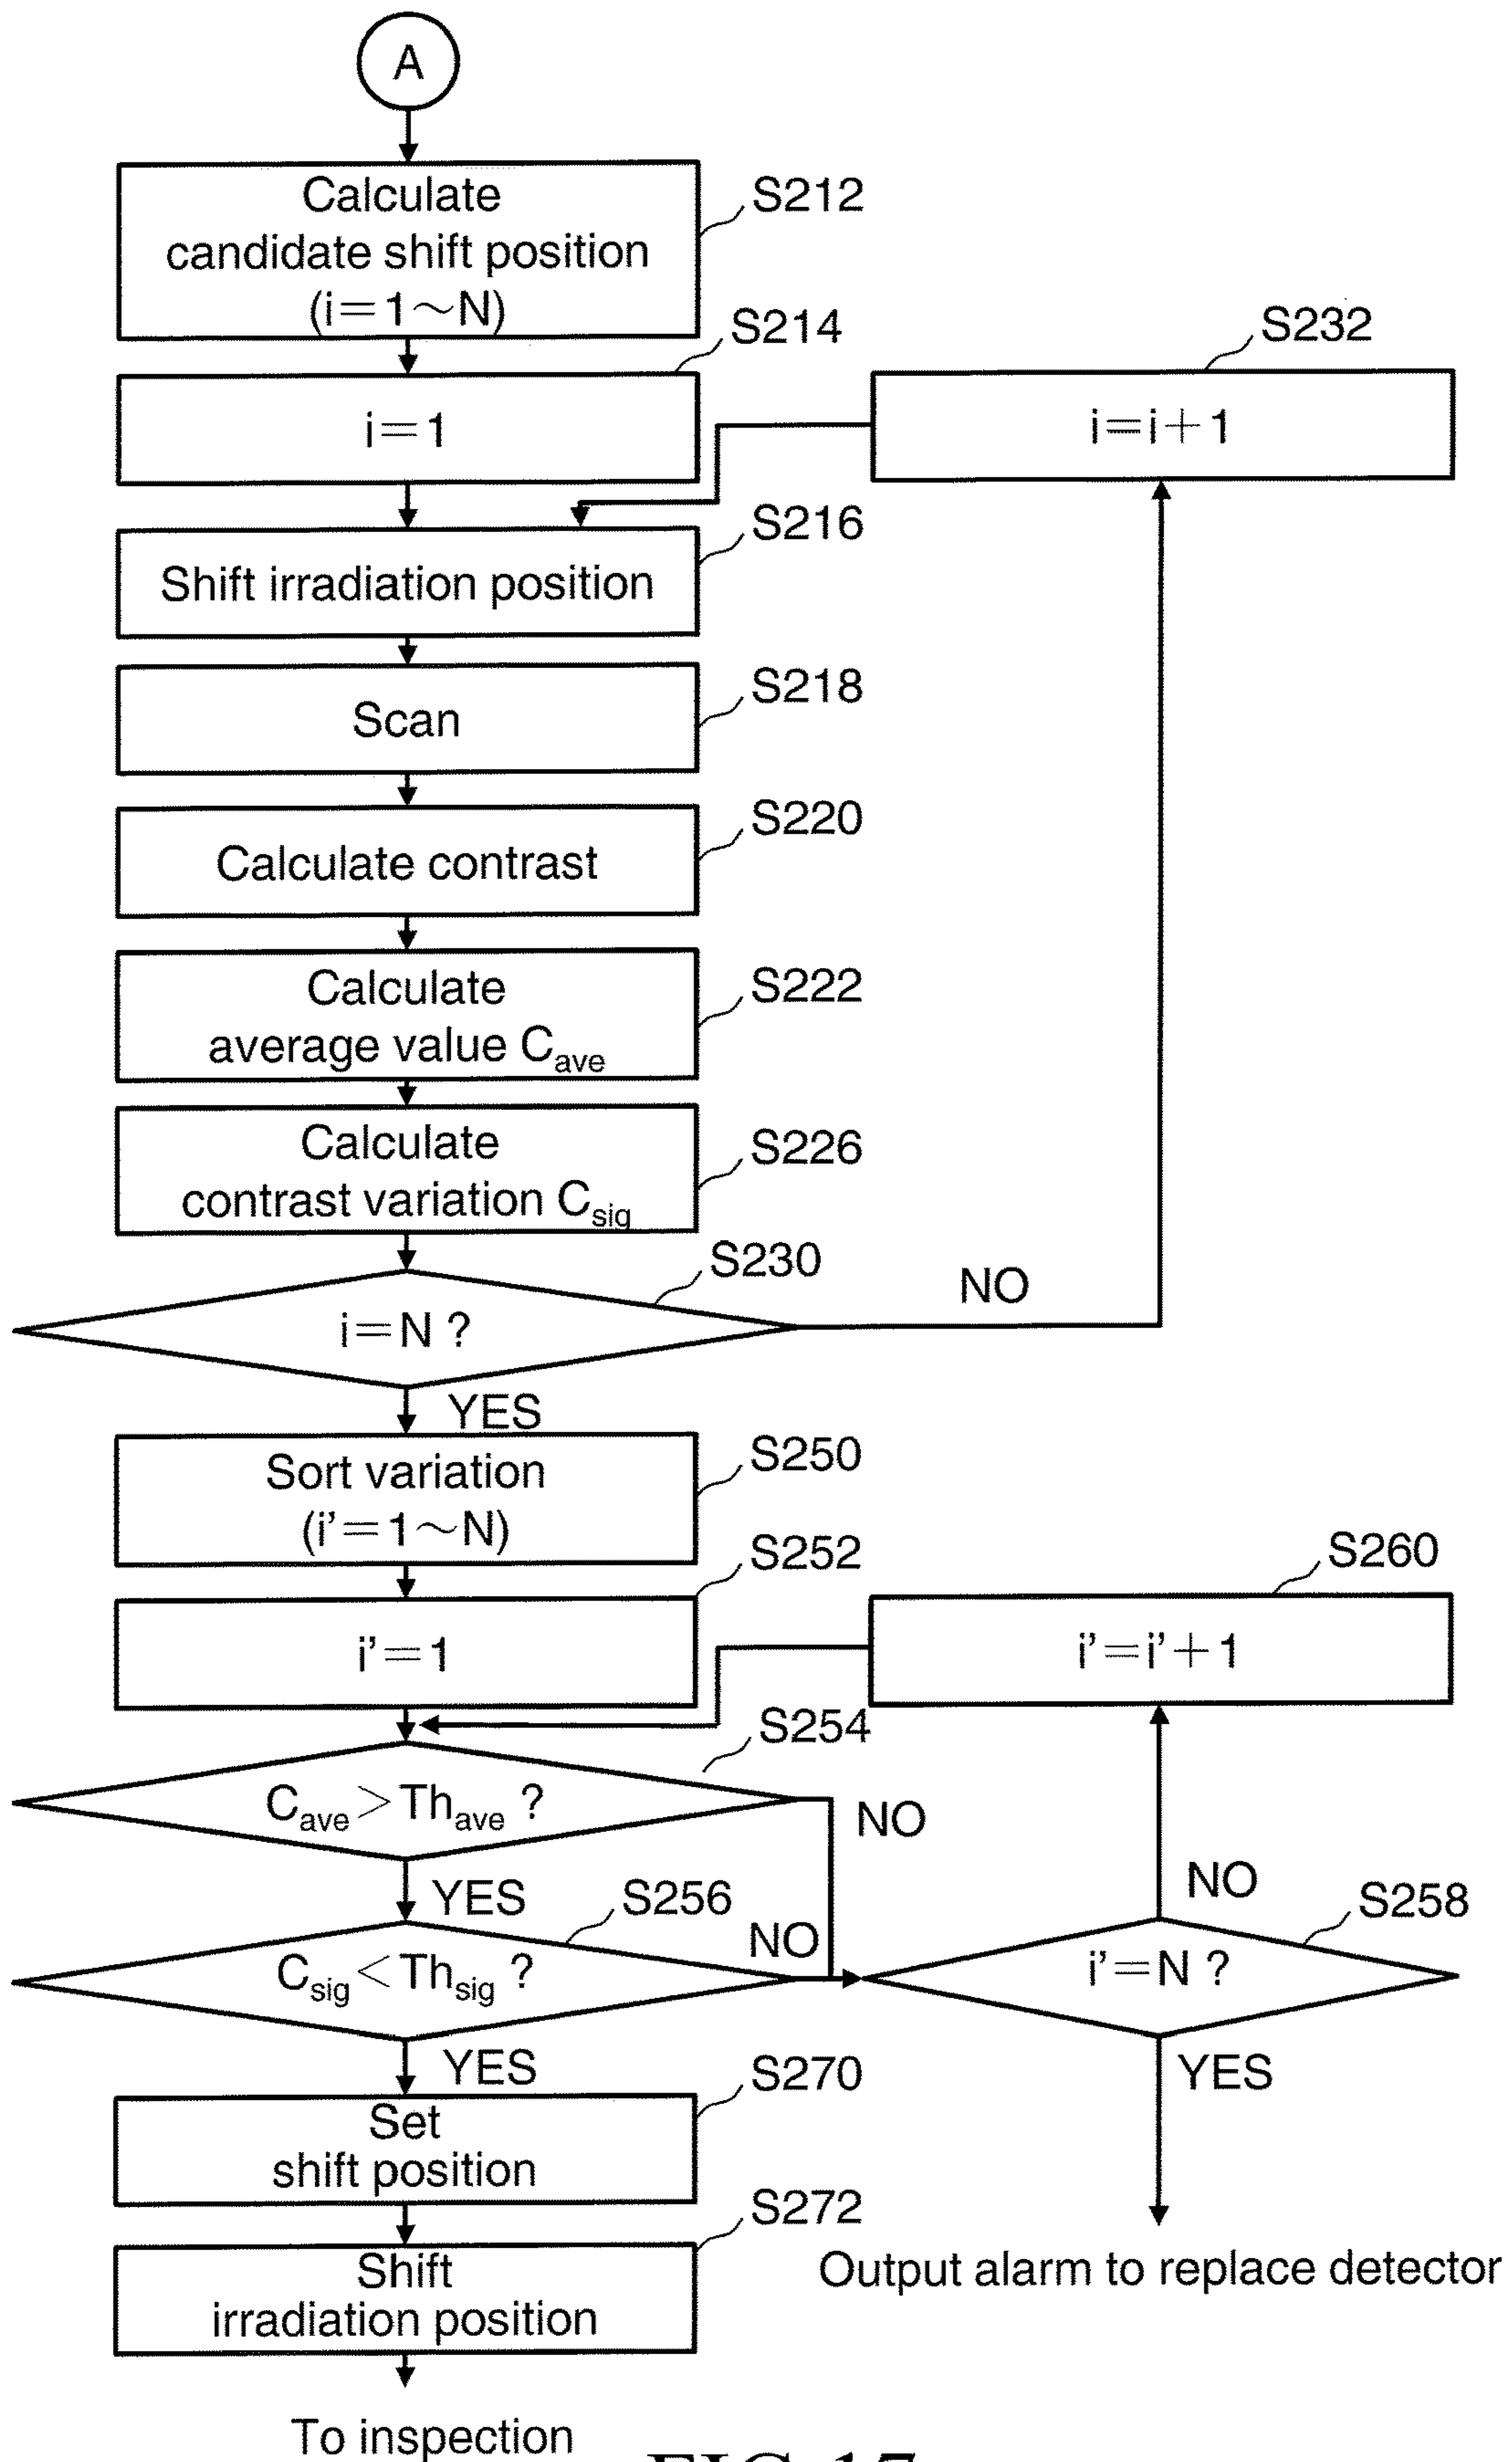 A
Calculate
candidate shift position
(i=1~N)
S212
S214
i=1
S232
i=i+1
S216
Shift irradiation position
S218
Scan
S220
Calculate contrast
S222
Calculate
average value Cave
S226
Calculate
contrast variation Csig
S230
i=N ?
NO
YES
S250
Sort variation
(i'=1~N)
S252
i'=1
S260
i'=i'+1
S254
Cave>Thave ?
NO
YES
S256
Csig<Thsig ?
NO
S258
i'=N ?
NO
YES
YES
S270
Set
shift position
S272
Shift
irradiation position
Output alarm to replace detector
To inspection
FIG.17